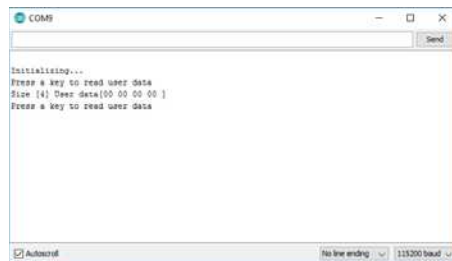 COM9
Send
Initializing...
Press a key to read user data
Size [4] User data[00 00 00 00 ]
Press a key to read user data
Autoscroll
No line ending
115200 baud